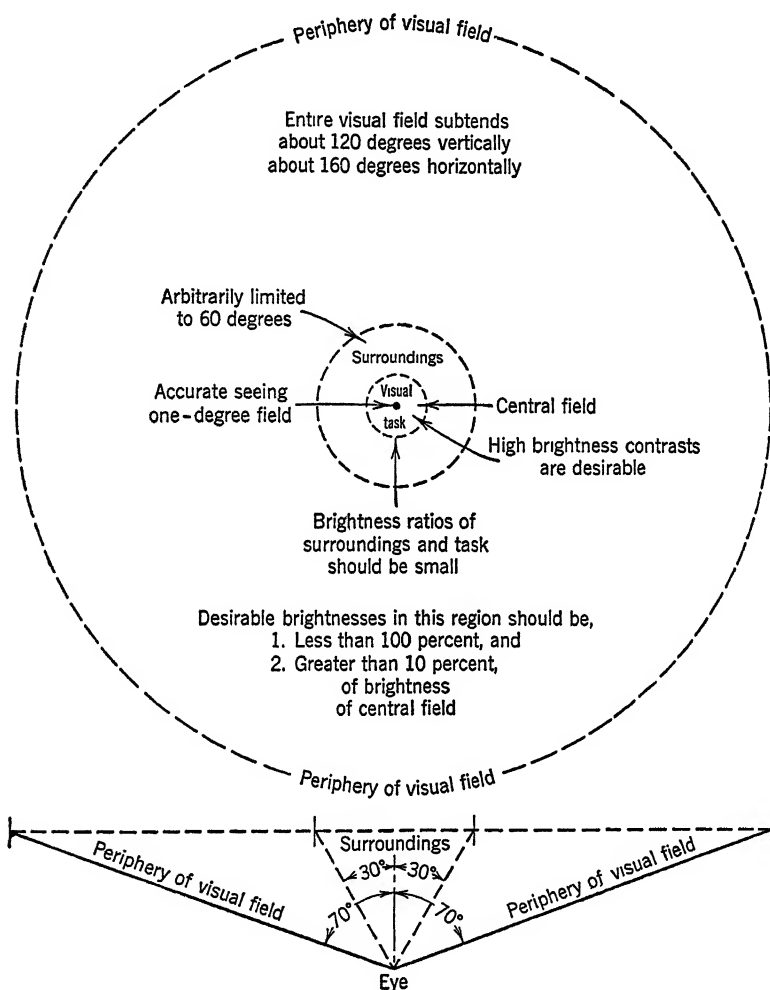 Periphery of visual field
Entire visual field subtends
about 120 degrees vertically
about 160 degrees horizontally
Arbitrarily limited
to 60 degrees
Surroundings
Accurate seeing
one-degree field
Visual
task
Central field
High brightness contrasts
are desirable
Brightness ratios of
surroundings and task
should be small
Desirable brightnesses in this region should be,
1. Less than 100 percent, and
2. Greater than 10 percent,
of brightness
of central field
Periphery of visual field
Surroundings
30° 30°
Periphery of visual field
Periphery of visual field
70° 70°
Eye